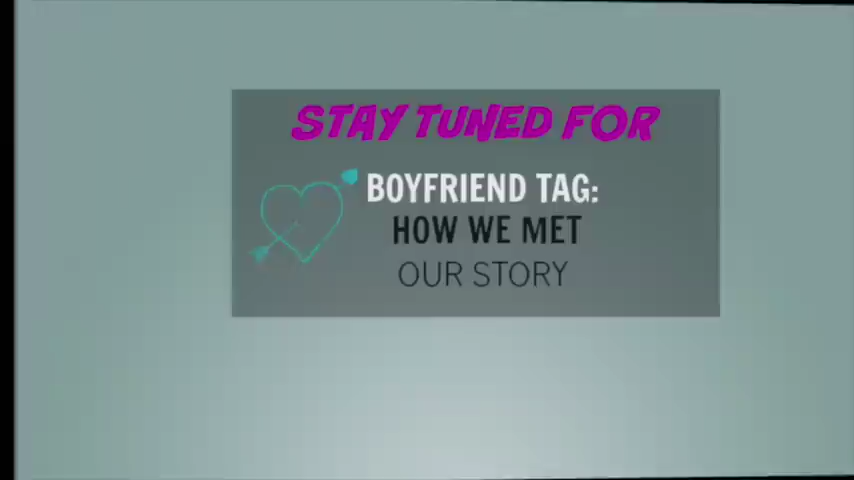 STAY TUNED FOR
BOYFRIEND TAG:
HOW WE MET
OUR STORY